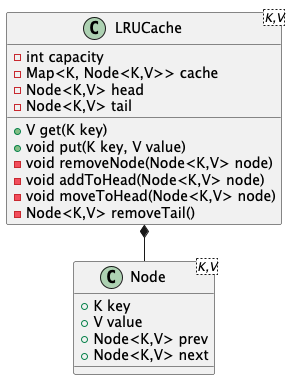 C LRUCache K,V
int capacity
Map<K, Node<K,V>> cache
Node<K,V> head
Node<K,V> tail
V get(K key)
void put(K key, V value)
void removeNode(Node<K,V> node)
void addToHead(Node<K,V> node)
void moveToHead(Node<K,V> node)
Node<K,V> removeTail()
C Node K,V
K key
V value
Node<K,V> prev
Node<K,V> next